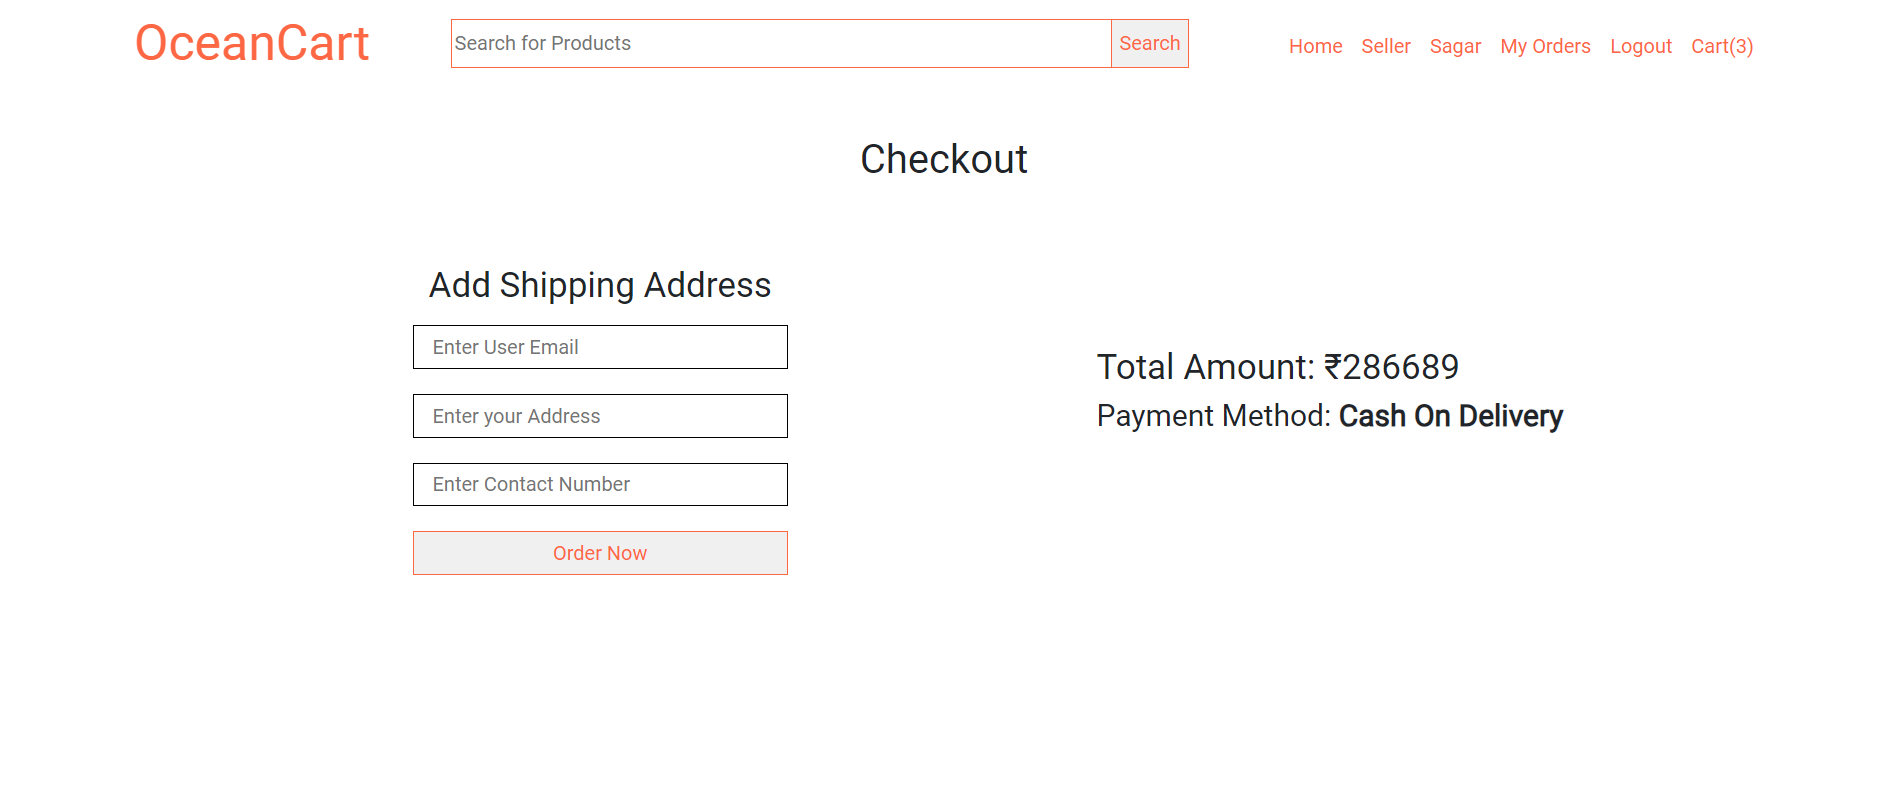 OceanCart
Search for Products
Search
Home Seller Sagar My Orders Logout Cart(3)
Checkout
Add Shipping Address
Enter User Email
Enter your Address
Enter Contact Number
Order Now
Total Amount: ₹286689
Payment Method: Cash On Delivery